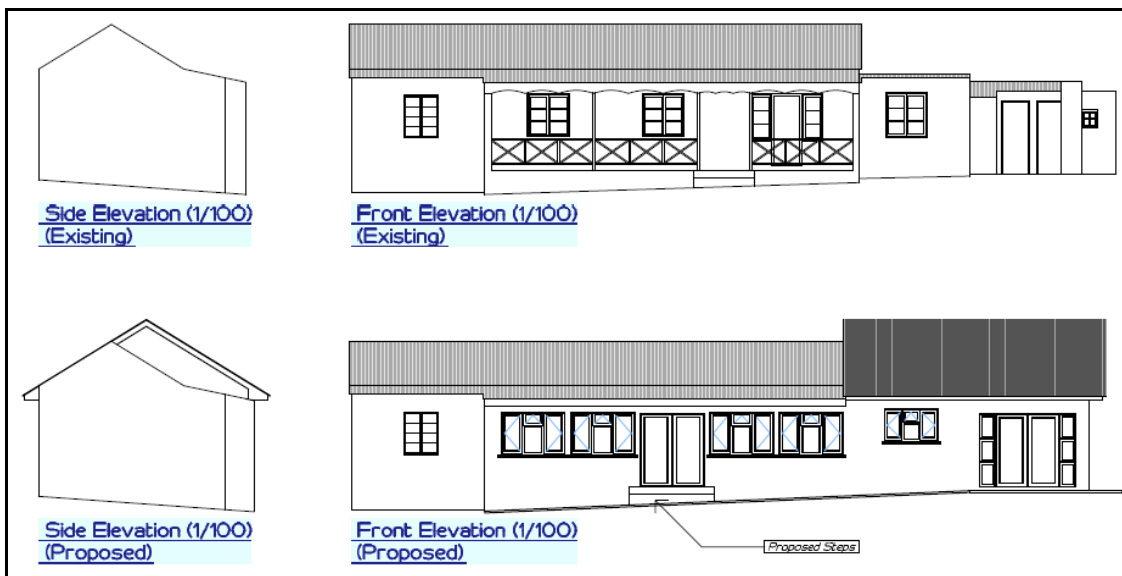 Side Elevation (1/100)
(Existing)
Front Elevation (1/100)
(Existing)
Side Elevation (1/100)
(Proposed)
Front Elevation (1/100)
(Proposed)
Proposed Steps